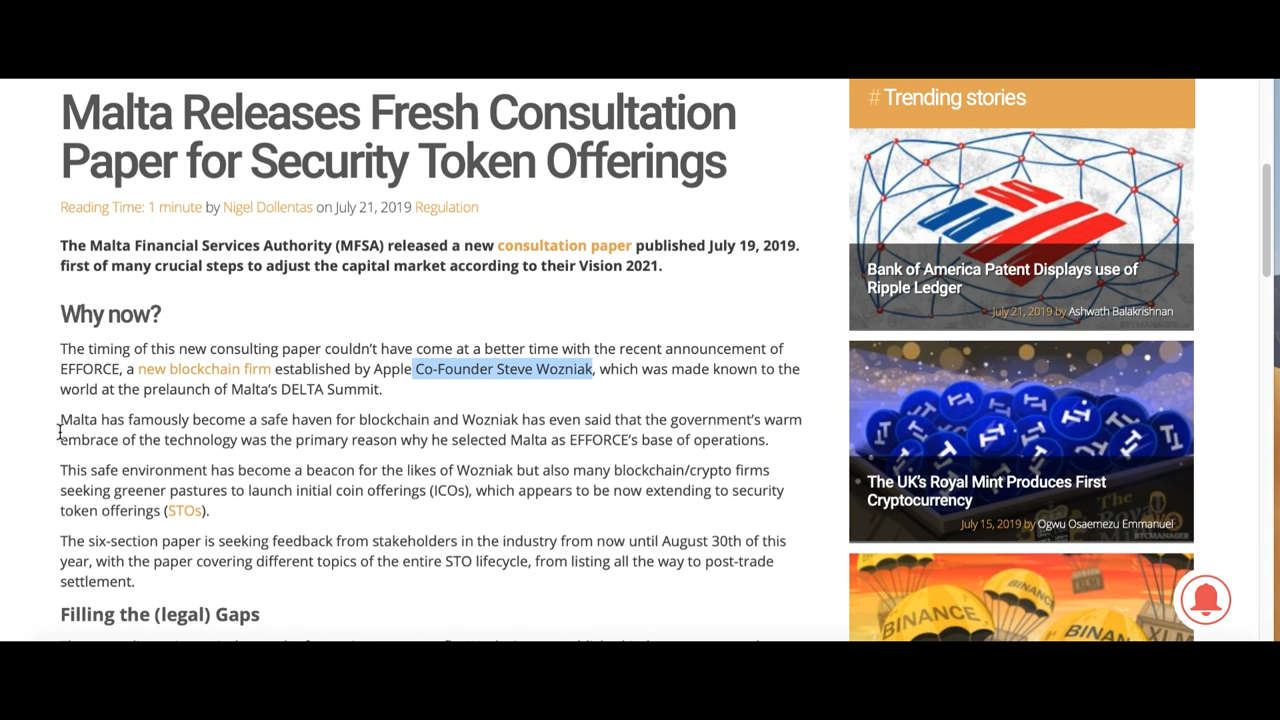 Malta Releases Fresh Consultation
Paper for Security Token Offerings
Reading Time: 1 minute by Nigel Dollentas on July 21, 2019 Regulation
The Malta Financial Services Authority (MFSA) released a new consultation paper published July 19, 2019.
first of many crucial steps to adjust the capital market according to their Vision 2021.
Why now?
The timing of this new consulting paper couldn't have come at a better time with the recent announcement of
EFFORCE, a new blockchain firm established by Apple Co-Founder Steve Wozniak, which was made known to the
world at the prelaunch of Malta's DELTA Summit.
Malta has famously become a safe haven for blockchain and Wozniak has even said that the government's warm
embrace of the technology was the primary reason why he selected Malta as EFFORCE's base of operations.
This safe environment has become a beacon for the likes of Wozniak but also many blockchain/crypto firms
seeking greener pastures to launch initial coin offerings (ICOs), which appears to be now extending to security
token offerings (STOs).
The six-section paper is seeking feedback from stakeholders in the industry from now until August 30th of this
year, with the paper covering different topics of the entire STO lifecycle, from listing all the way to post-trade
settlement.
Filling the (legal) Gaps
# Trending stories
Bank of America Patent Displays use of
Ripple Ledger
July 21, 2019 by Ashwath Balakrishnan
The UK's Royal Mint Produces First
Cryptocurrency
The
July 15, 2019 by Ogwu Osaemezu Emmanuel
BTCMANAGER
BINANCE
BINAN
XLM